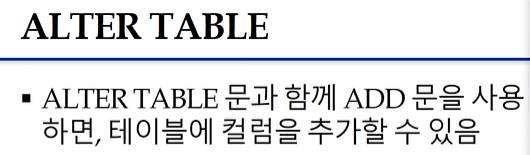 ALTER TABLE
▪ ALTER TABLE 문과 함께 ADD 문을 사용
하면, 테이블에 컬럼을 추가할 수 있음